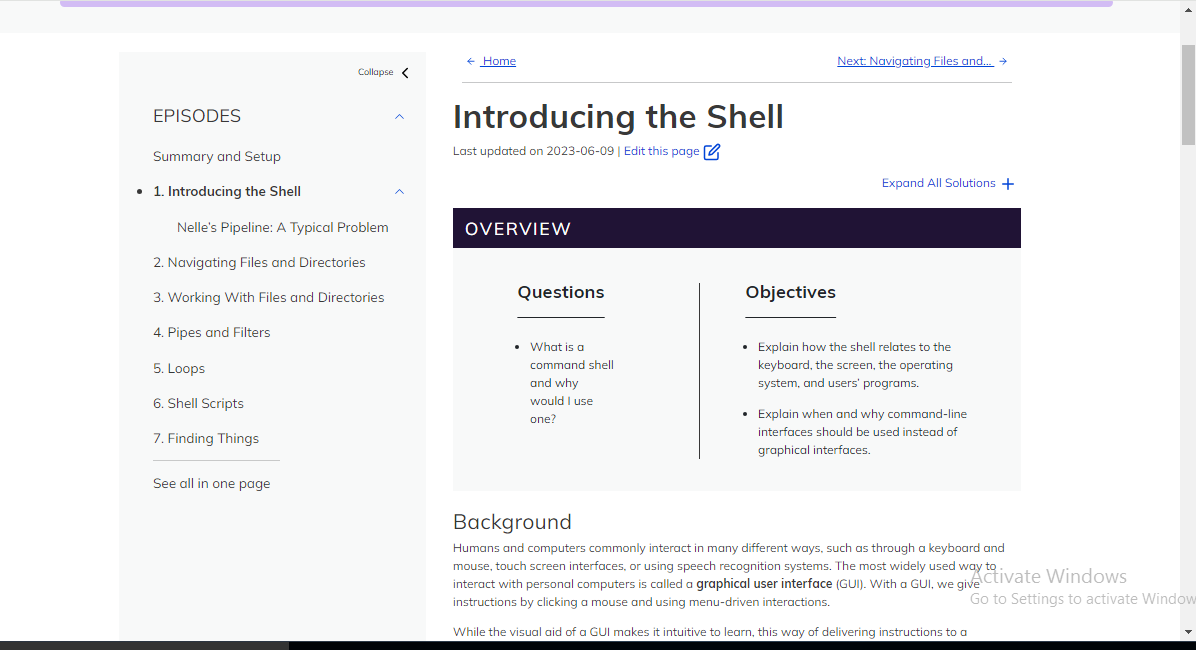 Collapse
EPISODES
Summary and Setup
1. Introducing the Shell
Nelle's Pipeline: A Typical Problem
2. Navigating Files and Directories
3. Working With Files and Directories
4. Pipes and Filters
5. Loops
6. Shell Scripts
7. Finding Things
See all in one page
← Home
Next: Navigating Files and... →
Introducing the Shell
Last updated on 2023-06-09 | Edit this page
Expand All Solutions +
OVERVIEW
Questions
• What is a
command shell
and why
would I use
one?
Objectives
• Explain how the shell relates to the
keyboard, the screen, the operating
system, and users' programs.
• Explain when and why command-line
interfaces should be used instead of
graphical interfaces.
Background
Humans and computers commonly interact in many different ways, such as through a keyboard and
mouse, touch screen interfaces, or using speech recognition systems. The most widely used way to
interact with personal computers is called a graphical user interface (GUI). With a GUI, we give
instructions by clicking a mouse and using menu-driven interactions.
While the visual aid of a GUI makes it intuitive to learn, this way of delivering instructions to a
Activate Windows
Go to Settings to activate Window